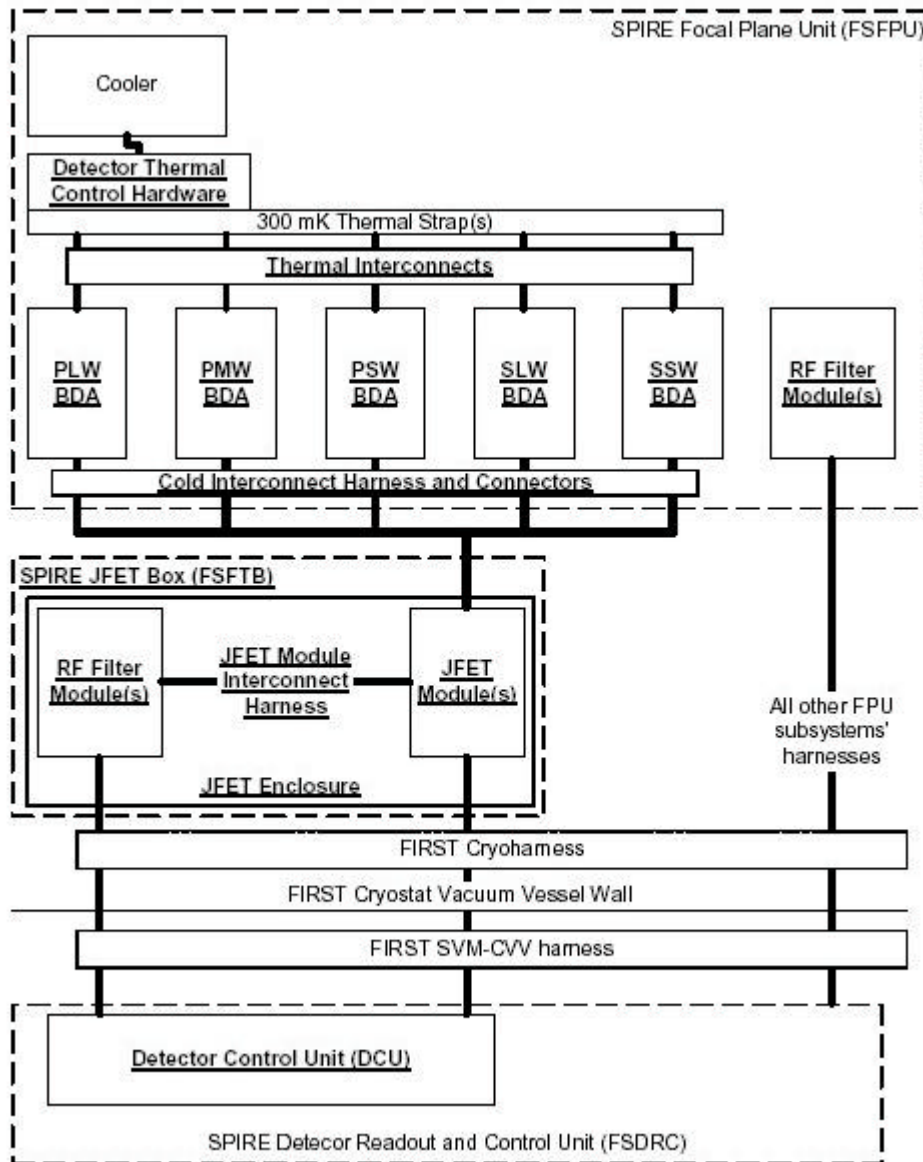 SPIRE Focal Plane Unit (FSFPU)
Cooler
Detector Thermal
Control Hardware
300 mK Thermal Strap(s)
Thermal Interconnects
PLW
BDA
PMW
BDA
PSW
BDA
SLW
BDA
SSW
BDA
RF Filter
Module(s)
Cold Interconnect Harness and Connectors
SPIRE JFET Box (FSFTB)
RF Filter
Module(s)
JFET Module
Interconnect
Harness
JFET
Module(s)
All other FPU
subsystems'
harnesses
JFET Enclosure
FIRST Cryoharness
FIRST Cryostat Vacuum Vessel Wall
FIRST SVM-CVV harness
Detector Control Unit (DCU)
SPIRE Detecor Readout and Control Unit (FSDRC)